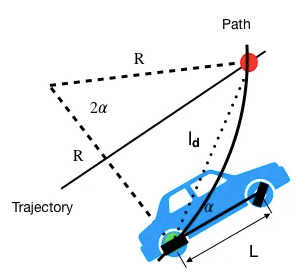 Path
R
2α
l_d
R
Trajectory
α
L